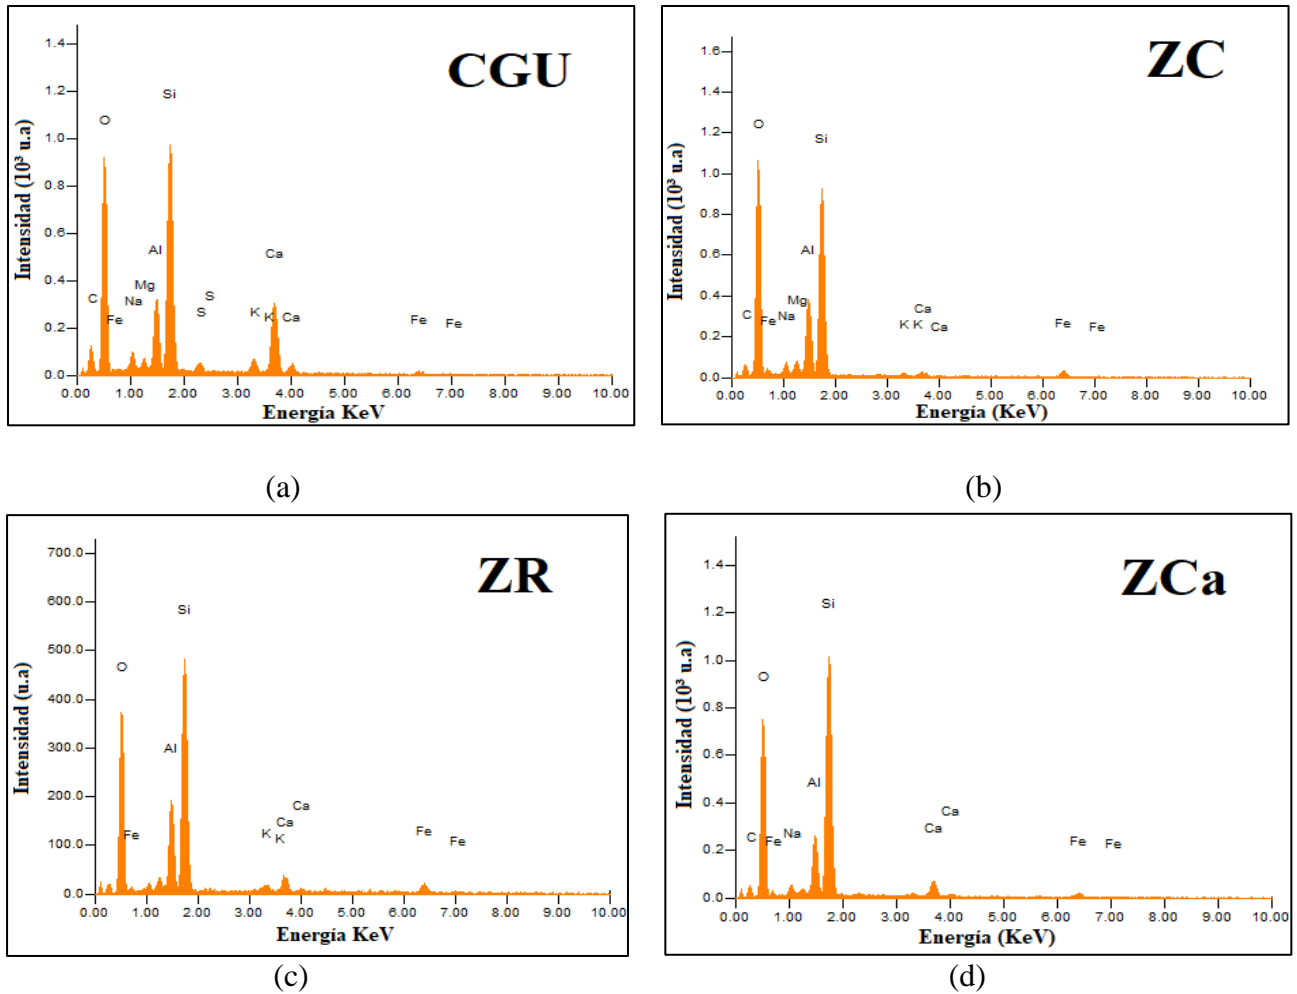 CGU
Intensidad (10³ u.a)
1.4
1.2
1.0
0.8
0.6
0.4
0.2
0.0
C
O
Fe
Na
Mg
Al
Si
S
S
K
K
Ca
Ca
Fe
Fe
0.00 1.00 2.00 3.00 4.00 5.00 6.00 7.00 8.00 9.00 10.00
Energía KeV
(a)
ZC
Intensidad (10³ u.a)
1.6
1.4
1.2
1.0
0.8
0.6
0.4
0.2
0.0
C
O
Fe
Na
Mg
Al
Si
K
K
Ca
Ca
Fe
Fe
0.00 1.00 2.00 3.00 4.00 5.00 6.00 7.00 8.00 9.00 10.00
Energía (KeV)
(b)
ZR
Intensidad (u.a)
700.0
600.0
500.0
400.0
300.0
200.0
100.0
0.0
O
Fe
Al
Si
K
K
Ca
Ca
Fe
Fe
0.00 1.00 2.00 3.00 4.00 5.00 6.00 7.00 8.00 9.00 10.00
Energía KeV
(c)
ZCa
Intensidad (10³ u.a)
1.4
1.2
1.0
0.8
0.6
0.4
0.2
0.0
C
O
Fe
Na
Al
Si
Ca
Ca
Fe
Fe
0.00 1.00 2.00 3.00 4.00 5.00 6.00 7.00 8.00 9.00 10.00
Energía (KeV)
(d)